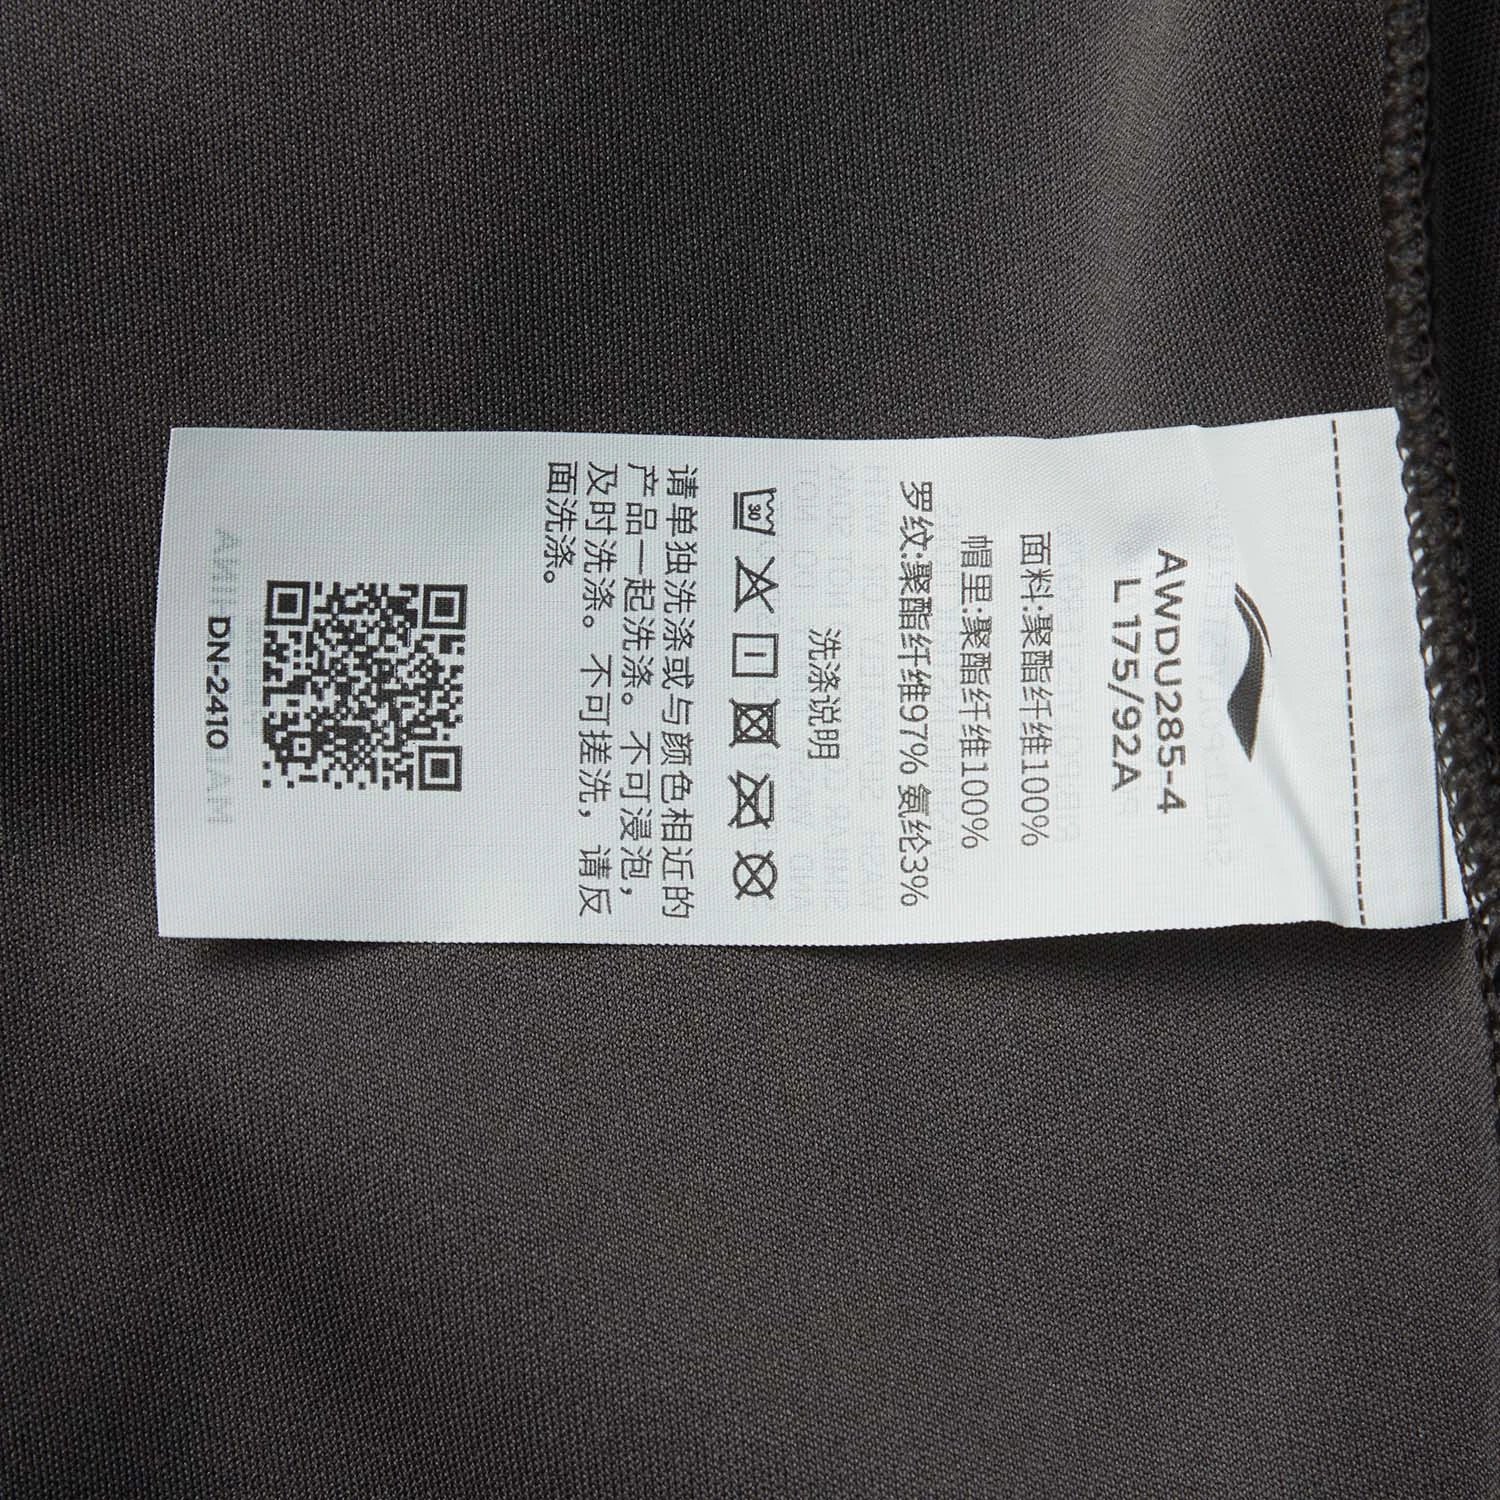 AWDU285-4
L 175/92A
面料:聚酯纤维100%
帽里:聚酯纤维100%
罗纹:聚酯纤维97% 氨纶3%
洗涤说明
30
请单独洗涤或与颜色相近的
产品一起洗涤。不可浸泡，
及时洗涤。不可搓洗，请反
面洗涤。
DN-2410